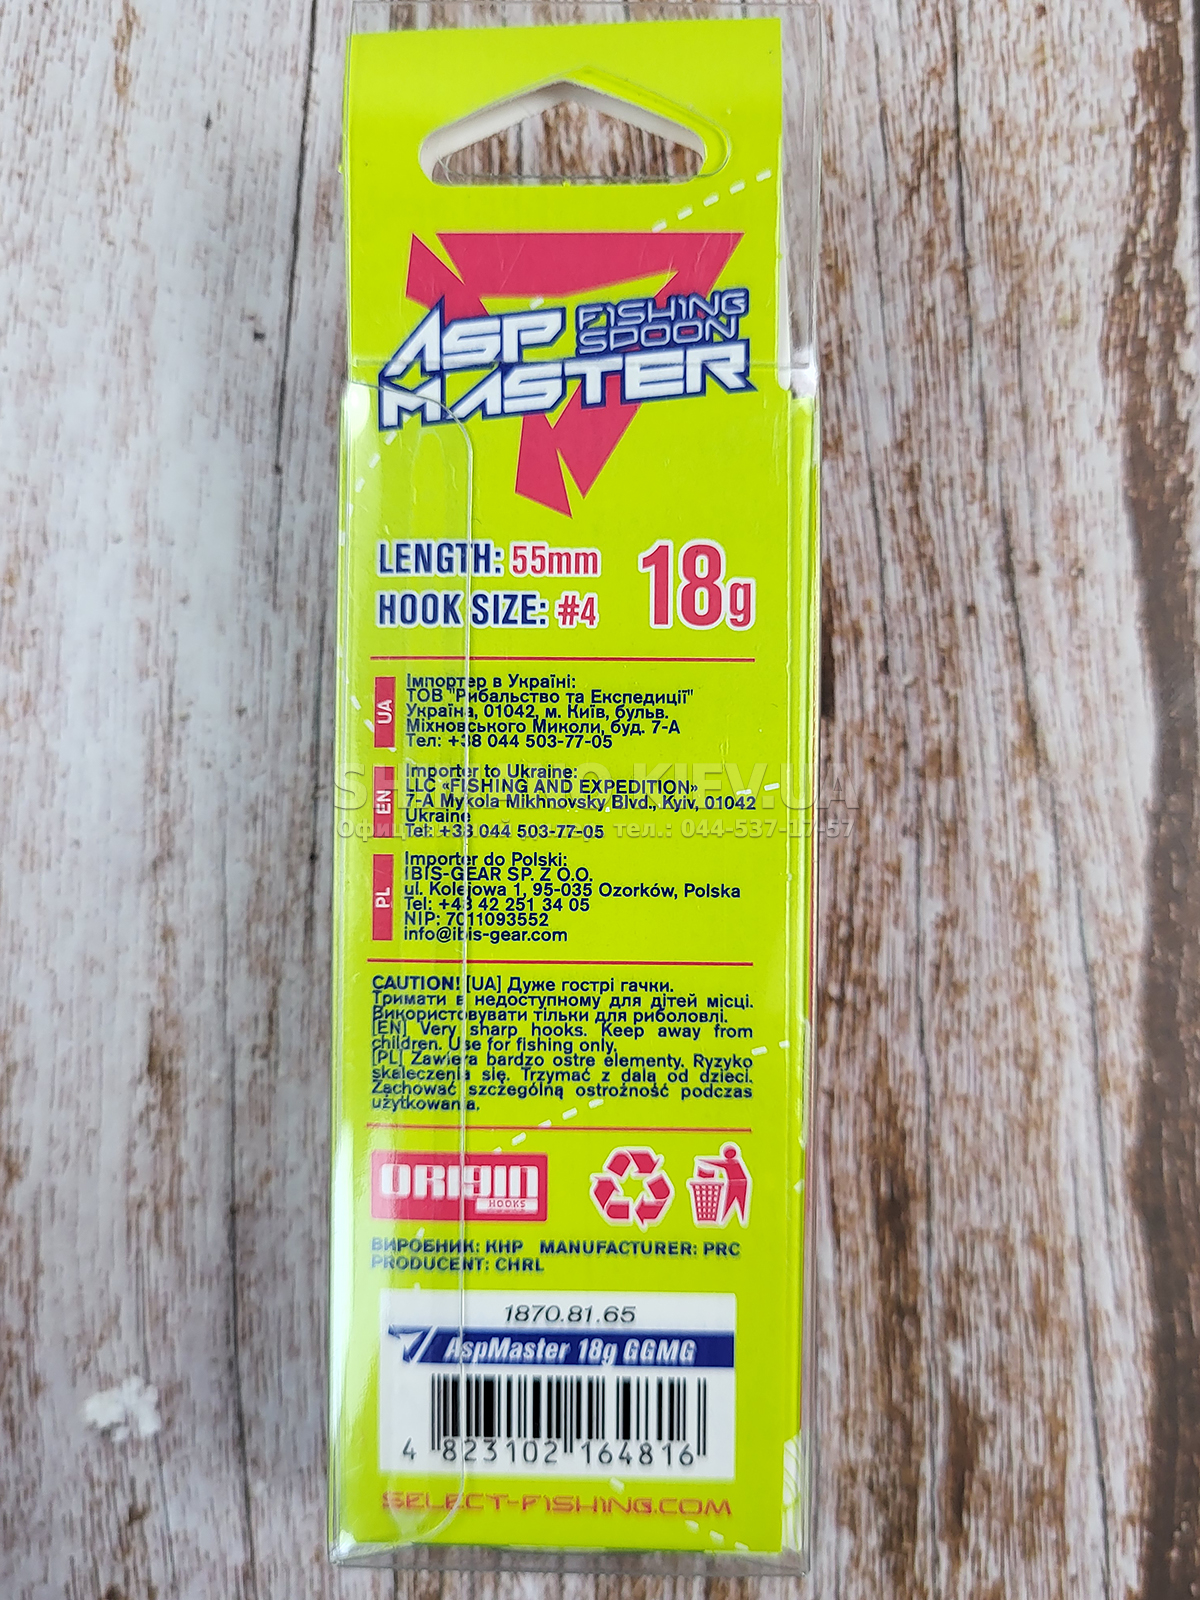 ASP FISHING
SPOON
MASTER
LENGTH: 55mm
HOOK SIZE: #4
18g
UA
Імпортер в Україні:
ТОВ "Рибальство та Експедиції"
Україна, 01042, м. Київ, бульв.
Міхновського Миколи, буд. 7-А
Тел: +38 044 503-77-05
EN
Importer to Ukraine:
LLC «FISHING AND EXPEDITION»
7-A Mykola Mikhnovsky Blvd., Kyiv, 01042
Ukraine
Tel: +38 044 503-77-05
PL
Importer do Polski:
IBIS-GEAR SP. Z O.O.
ul. Kolejowa 1, 95-035 Ozorków, Polska
Tel: +48 42 251 34 05
NIP: 7011093552
info@ibis-gear.com
.KIEV.UA
тел.: 044-537-17-57
CAUTION! [UA] Дуже гострі гачки.
Тримати в недоступному для дітей місці.
Використовувати тільки для риболовлі.
[EN] Very sharp hooks. Keep away from
children. Use for fishing only.
[PL] Zawiera bardzo ostre elementy. Ryzyko
skaleczenia się. Trzymać z dala od dzieci.
Zachować szczególną ostrożność podczas
użytkowania.
ORIGIN
HOOKS
ВИРОБНИК: КНР MANUFACTURER: PRC
PRODUCENT: CHRL
1870.81.65
AspMaster 18g GGMG
4 823102 164816
SELECT-FISHING.COM